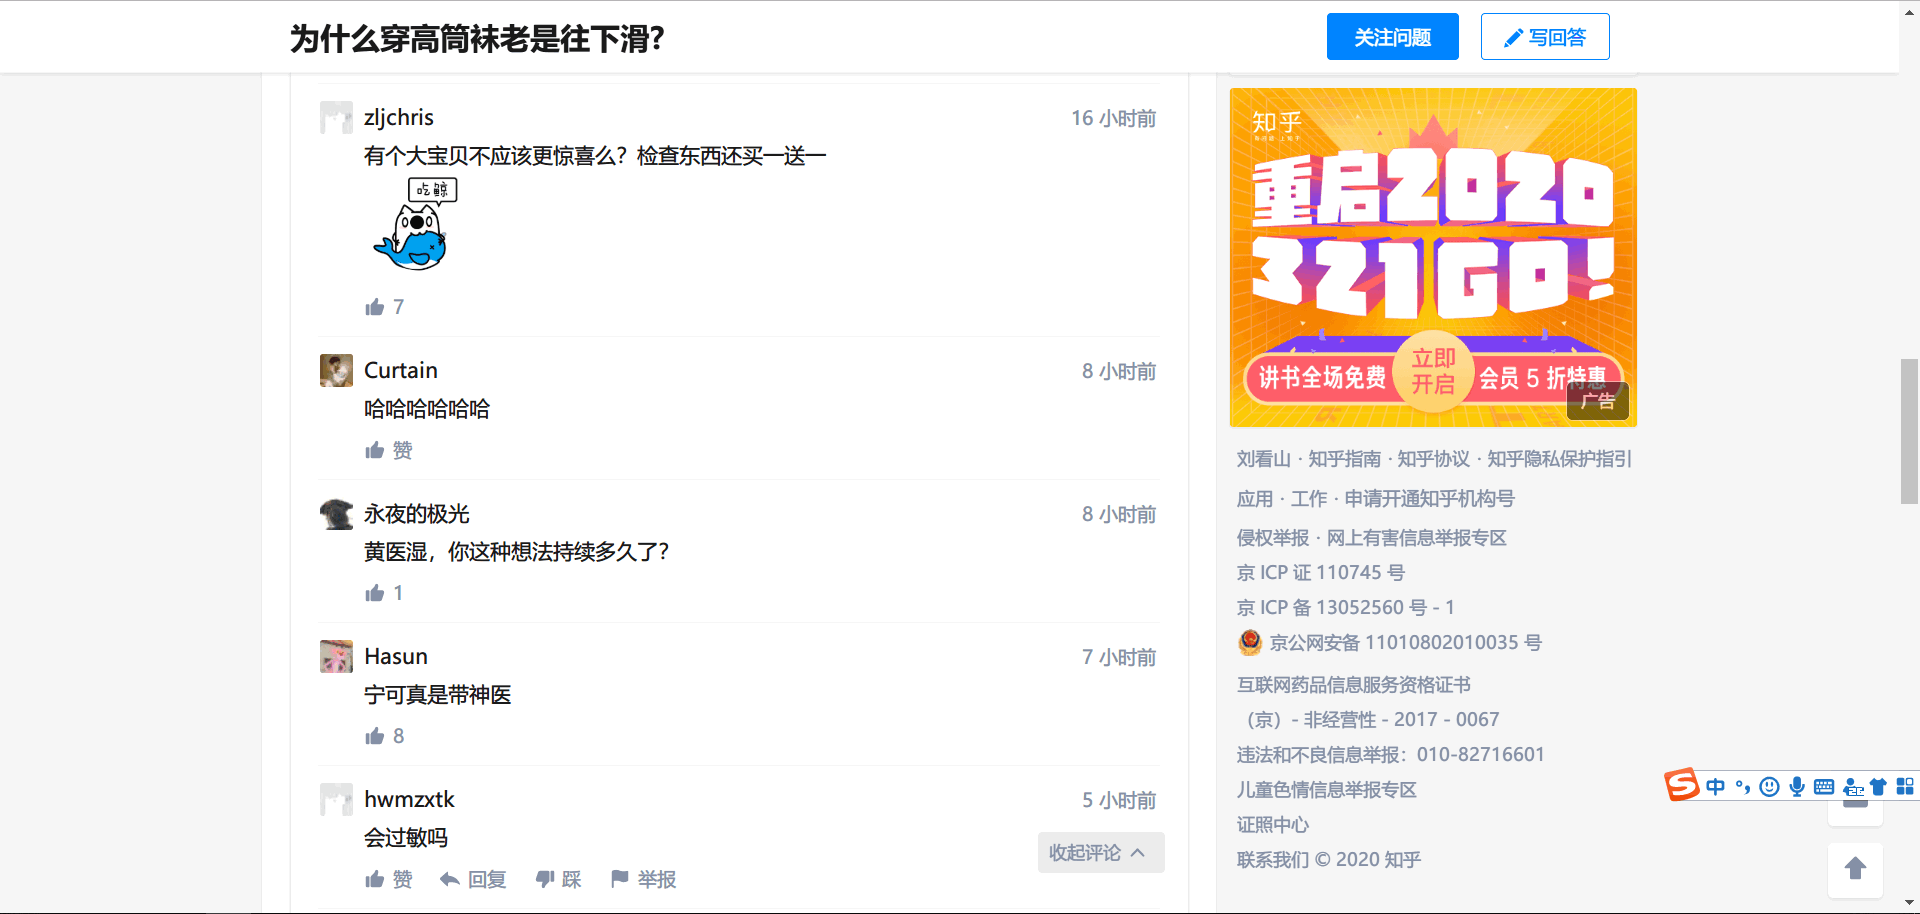 为什么穿高筒袜老是往下滑?
关注问题
写回答
zljchris
16 小时前
有个大宝贝不应该更惊喜么？检查东西还买一送一
吃鲸
7
Curtain
8 小时前
哈哈哈哈哈哈
赞
永夜的极光
8 小时前
黄医湿，你这种想法持续多久了？
1
Hasun
7 小时前
宁可真是带神医
8
hwmzxtk
5 小时前
会过敏吗
收起评论
赞 回复 踩 举报
知乎
重启2020
321GO!
讲书全场免费
立即
开启
会员 5 折特惠
广告
刘看山 · 知乎指南 · 知乎协议 · 知乎隐私保护指引
应用 · 工作 · 申请开通知乎机构号
侵权举报 · 网上有害信息举报专区
京 ICP 证 110745 号
京 ICP 备 13052560 号 - 1
京公网安备 11010802010035 号
互联网药品信息服务资格证书
（京）- 非经营性 - 2017 - 0067
违法和不良信息举报：010-82716601
儿童色情信息举报专区
证照中心
联系我们 © 2020 知乎
中